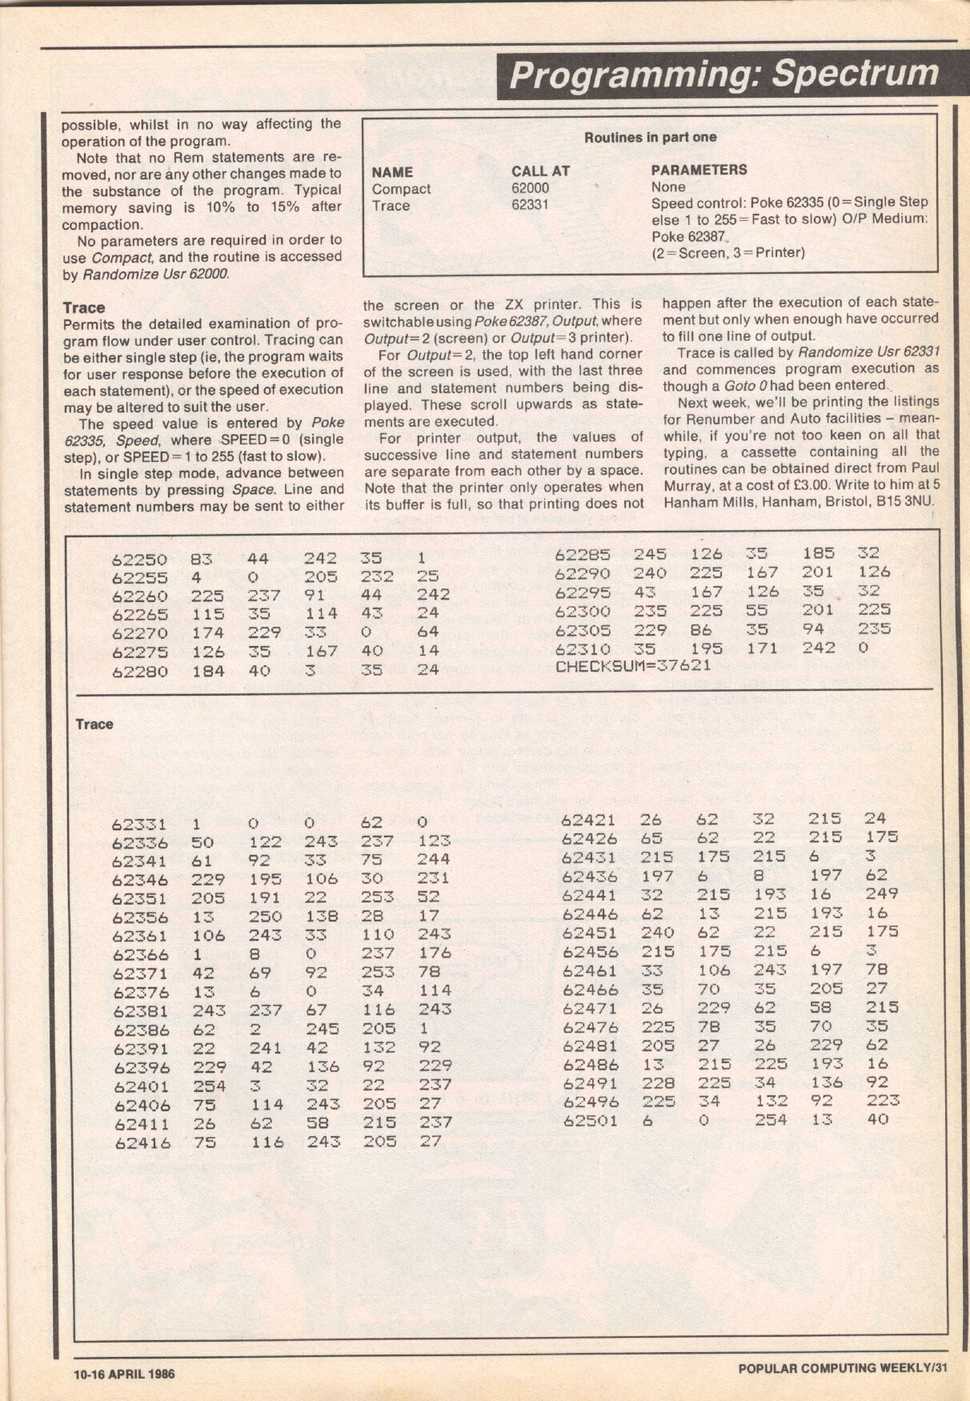 Programming: Spectrum
possible, whilst in no way affecting the
operation of the program.
Note that no Rem statements are re-
moved, nor are any other changes made to
the substance of the program. Typical
memory saving is 10% to 15% after
compaction.
No parameters are required in order to
use Compact, and the routine is accessed
by Randomize Usr 62000.
Routines in part one
NAME CALL AT PARAMETERS
Compact 62000 None
Trace 62331 Speed control: Poke 62335 (0=Single Step
else 1 to 255=Fast to slow) O/P Medium:
Poke 62387.
(2=Screen, 3=Printer)
Trace
Permits the detailed examination of pro-
gram flow under user control. Tracing can
be either single step (ie, the program waits
for user response before the execution of
each statement), or the speed of execution
may be altered to suit the user.
The speed value is entered by Poke
62335, Speed, where SPEED=0 (single
step), or SPEED=1 to 255 (fast to slow).
In single step mode, advance between
statements by pressing Space. Line and
statement numbers may be sent to either
the screen or the ZX printer. This is
switchable using Poke 62387, Output, where
Output=2 (screen) or Output=3 printer).
For Output=2, the top left hand corner
of the screen is used, with the last three
line and statement numbers being dis-
played. These scroll upwards as state-
ments are executed.
For printer output, the values of
successive line and statement numbers
are separate from each other by a space.
Note that the printer only operates when
its buffer is full, so that printing does not
happen after the execution of each state-
ment but only when enough have occurred
to fill one line of output.
Trace is called by Randomize Usr 62331
and commences program execution as
though a Goto 0 had been entered.
Next week, we'll be printing the listings
for Renumber and Auto facilities – mean-
while, if you're not too keen on all that
typing, a cassette containing all the
routines can be obtained direct from Paul
Murray, at a cost of £3.00. Write to him at 5
Hanham Mills, Hanham, Bristol, B15 3NU.
62250 83 44 242 35 1
62255 4 0 205 232 25
62260 225 237 91 44 242
62265 115 35 114 43 24
62270 174 229 33 0 64
62275 126 35 167 40 14
62280 184 40 3 35 24
62285 245 126 35 185 32
62290 240 225 167 201 126
62295 43 167 126 35 32
62300 235 225 55 201 225
62305 229 86 35 94 235
62310 35 195 171 242 0
CHECKSUM=37621
Trace
62331 1 0 0 62 0
62336 50 122 243 237 123
62341 61 92 33 75 244
62346 229 195 106 30 231
62351 205 191 22 253 52
62356 13 250 138 28 17
62361 106 243 33 110 243
62366 1 8 0 237 176
62371 42 69 92 253 78
62376 13 6 0 34 114
62381 243 237 67 116 243
62386 62 2 245 205 1
62391 22 241 42 132 92
62396 229 42 136 92 229
62401 254 3 32 22 237
62406 75 114 243 205 27
62411 26 62 58 215 237
62416 75 116 243 205 27
62421 26 62 32 215 24
62426 65 62 22 215 175
62431 215 175 215 6 3
62436 197 6 8 197 62
62441 32 215 193 16 249
62446 62 13 215 193 16
62451 240 62 22 215 175
62456 215 175 215 6 3
62461 33 106 243 197 78
62466 35 70 35 205 27
62471 26 229 62 58 215
62476 225 78 35 70 35
62481 205 27 26 229 62
62486 13 215 225 193 16
62491 228 225 34 136 92
62496 225 34 132 92 223
62501 6 0 254 13 40
10-16 APRIL 1986
POPULAR COMPUTING WEEKLY/31